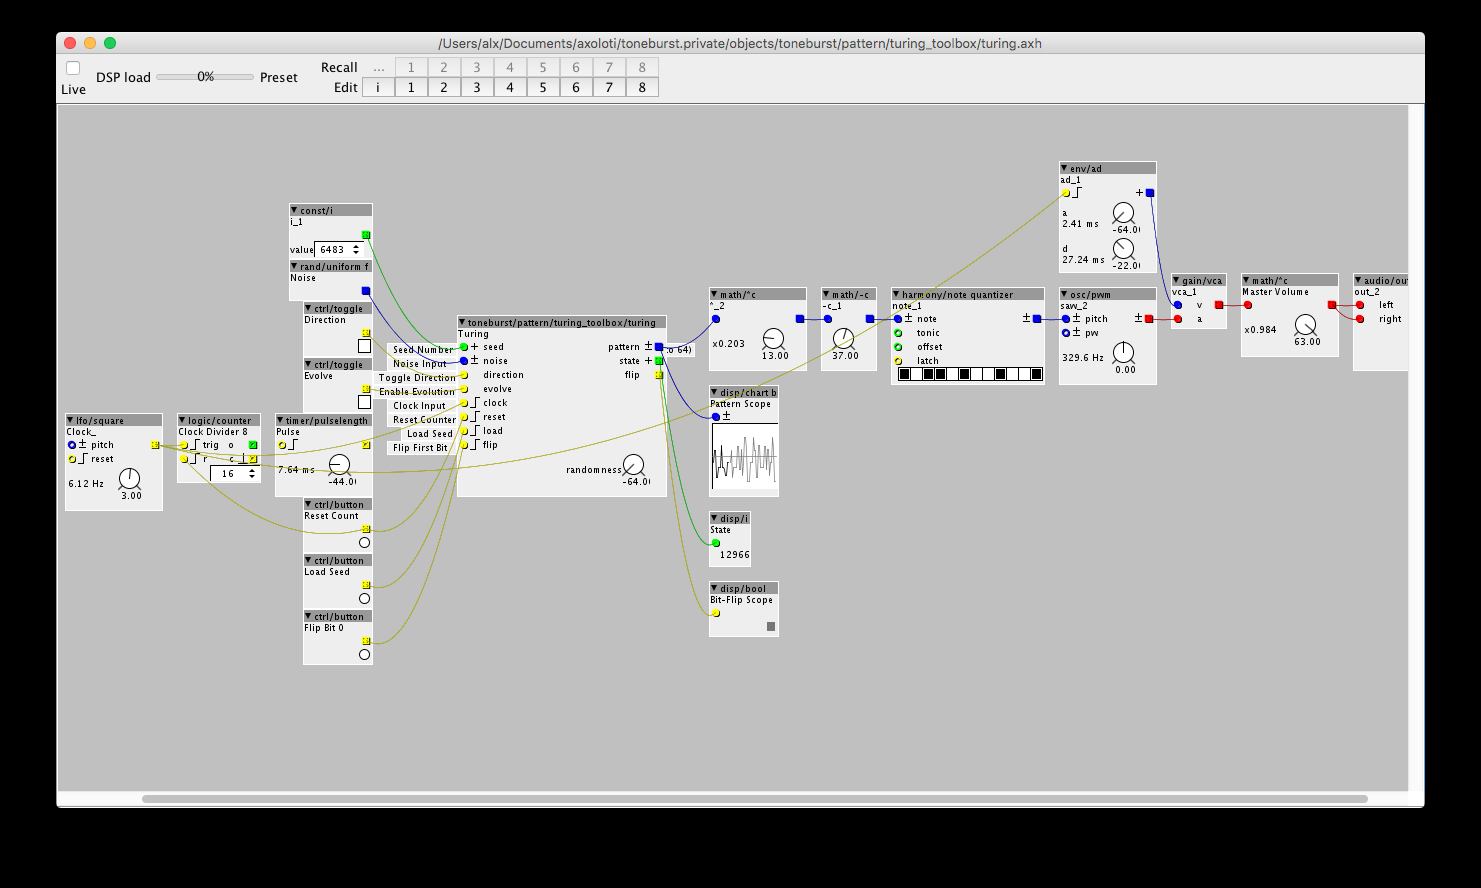 /Users/alx/Documents/axoloti/toneburst.private/objects/toneburst/pattern/turing_toolbox/turing.axh
Live
DSP load
0%
Preset
Recall ... 1 2 3 4 5 6 7 8
Edit i 1 2 3 4 5 6 7 8
const/i
i_1
value 6483
rand/uniform f
Noise
ctrl/toggle
Direction
ctrl/toggle
Evolve
lfo/square
Clock_
± pitch
reset
6.12 Hz
3.00
logic/counter
Clock Divider 8
trig o
r c
16
timer/pulselength
Pulse
7.64 ms
-44.0
ctrl/button
Reset Count
ctrl/button
Load Seed
ctrl/button
Flip Bit 0
Seed Number
Noise Input
Toggle Direction
Enable Evolution
Clock Input
Reset Counter
Load Seed
Flip First Bit
toneburst/pattern/turing_toolbox/turing
Turing
+ seed pattern ±
± noise state +
direction flip
evolve
clock
reset
load
flip
randomness
-64.0
o 64)
math/*c
*_2
x0.203
13.00
math/-c
-c_1
37.00
harmony/note quantizer
note_1
± note ±
tonic
offset
latch
disp/chart b
Pattern Scope
±
disp/i
State
12966
disp/bool
Bit-Flip Scope
env/ad
ad_1
+
a
2.41 ms
-64.0
d
27.24 ms
-22.0
osc/pwm
saw_2
± pitch ±
± pw
329.6 Hz
0.00
gain/vca
vca_1
v
a
math/*c
Master Volume
x0.984
63.00
audio/out
out_2
left
right